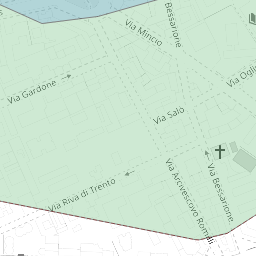 Via Mincio
Bessarione
Via Gardone
Via Ogli
Via Salò
Via Riva di Trento
Via Arcivescovo Romilli
Via Bessarione